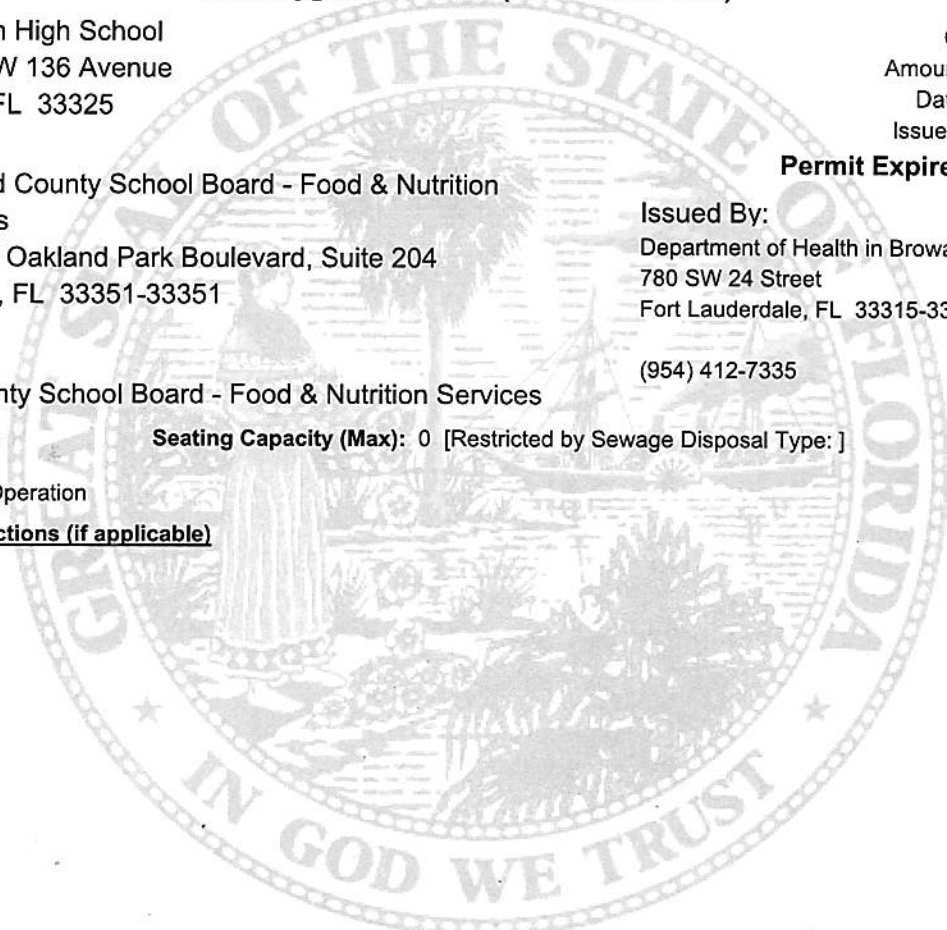 n High School
W 136 Avenue
FL 33325
Amou
Da
Issue
Permit Expire
d County School Board - Food & Nutrition
s
Oakland Park Boulevard, Suite 204
, FL 33351-33351
Issued By:
Department of Health in Browa
780 SW 24 Street
Fort Lauderdale, FL 33315-33
(954) 412-7335
nty School Board - Food & Nutrition Services
Seating Capacity (Max): 0 [Restricted by Sewage Disposal Type: ]
Operation
ctions (if applicable)
GREAT SEAL OF THE STATE OF FLORIDA
IN GOD WE TRUST